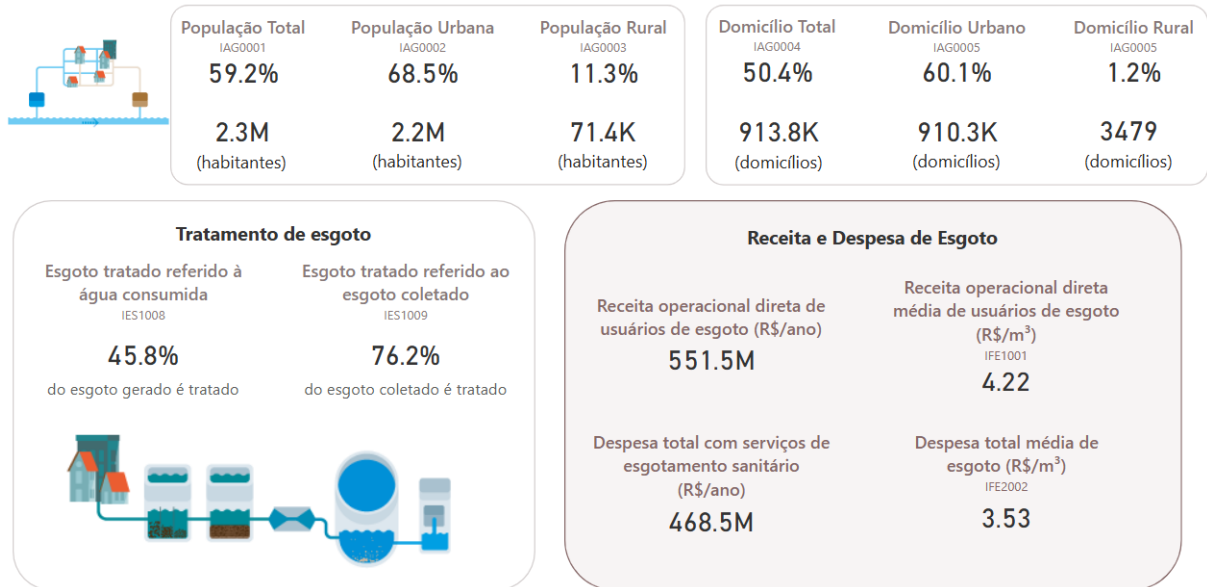 População Total
IAG0001
59.2%
2.3M
(habitantes)
População Urbana
IAG0002
68.5%
2.2M
(habitantes)
População Rural
IAG0003
11.3%
71.4K
(habitantes)
Domicílio Total
IAG0004
50.4%
913.8K
(domicílios)
Domicílio Urbano
IAG0005
60.1%
910.3K
(domicílios)
Domicílio Rural
IAG0005
1.2%
3479
(domicílios)
Tratamento de esgoto
Esgoto tratado referido à
água consumida
IES1008
45.8%
do esgoto gerado é tratado
Esgoto tratado referido ao
esgoto coletado
IES1009
76.2%
do esgoto coletado é tratado
Receita e Despesa de Esgoto
Receita operacional direta de
usuários de esgoto (R$/ano)
551.5M
Receita operacional direta
média de usuários de esgoto
(R$/m³)
IFE1001
4.22
Despesa total com serviços de
esgotamento sanitário
(R$/ano)
468.5M
Despesa total média de
esgoto (R$/m³)
IFE2002
3.53